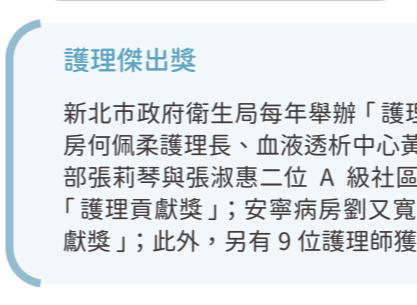 護理傑出獎
新北市政府衛生局每年舉辦「護理
房何佩柔護理長、血液透析中心黃
部張莉琴與張淑惠二位 A 級社區
「護理貢獻獎」；安寧病房劉又寬
獻獎」；此外，另有 9 位護理師獲